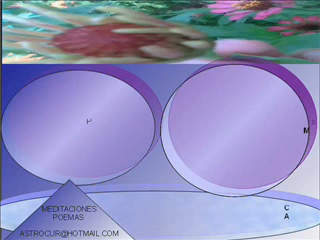 M
MEDITACIONES
POEMAS
C
A
ASTROCUR@HOTMAIL.COM